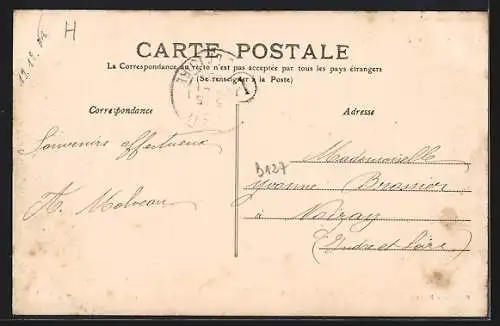 H
CARTE POSTALE
La Correspondance au recto n'est pas acceptée par tous les pays étrangers
(Se renseigner à la Poste)
Correspondance
Adresse
Souvenirs affectueux
Mademoiselle
B127
Yvonne
A.
à Noizay
(Indre et Loire)